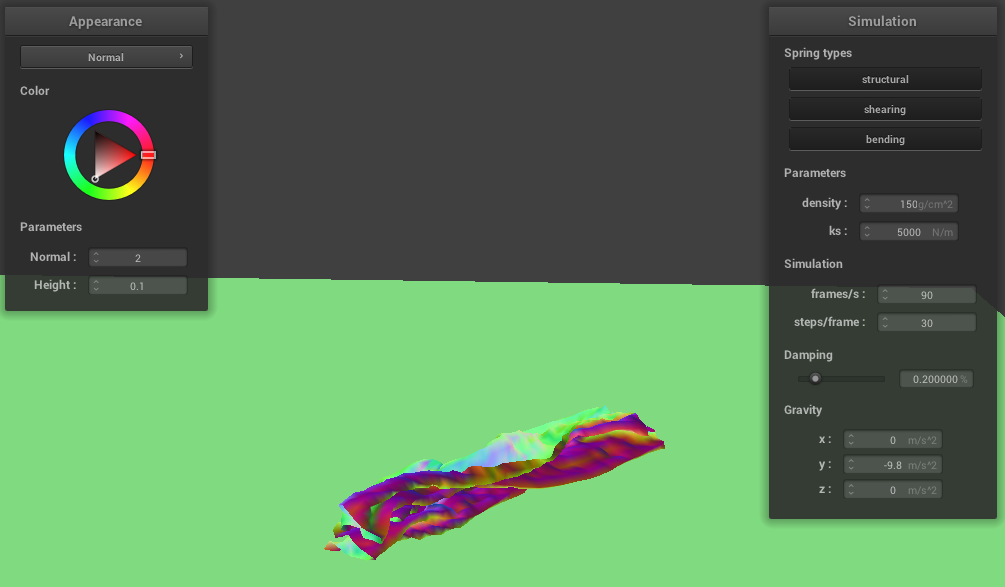 Appearance
Normal
Color
Parameters
Normal : 2
Height : 0.1
Simulation
Spring types
structural
shearing
bending
Parameters
density : 150 g/cm^2
ks : 5000 N/m
Simulation
frames/s : 90
steps/frame : 30
Damping
0.200000 %
Gravity
x : 0 m/s^2
y : -9.8 m/s^2
z : 0 m/s^2